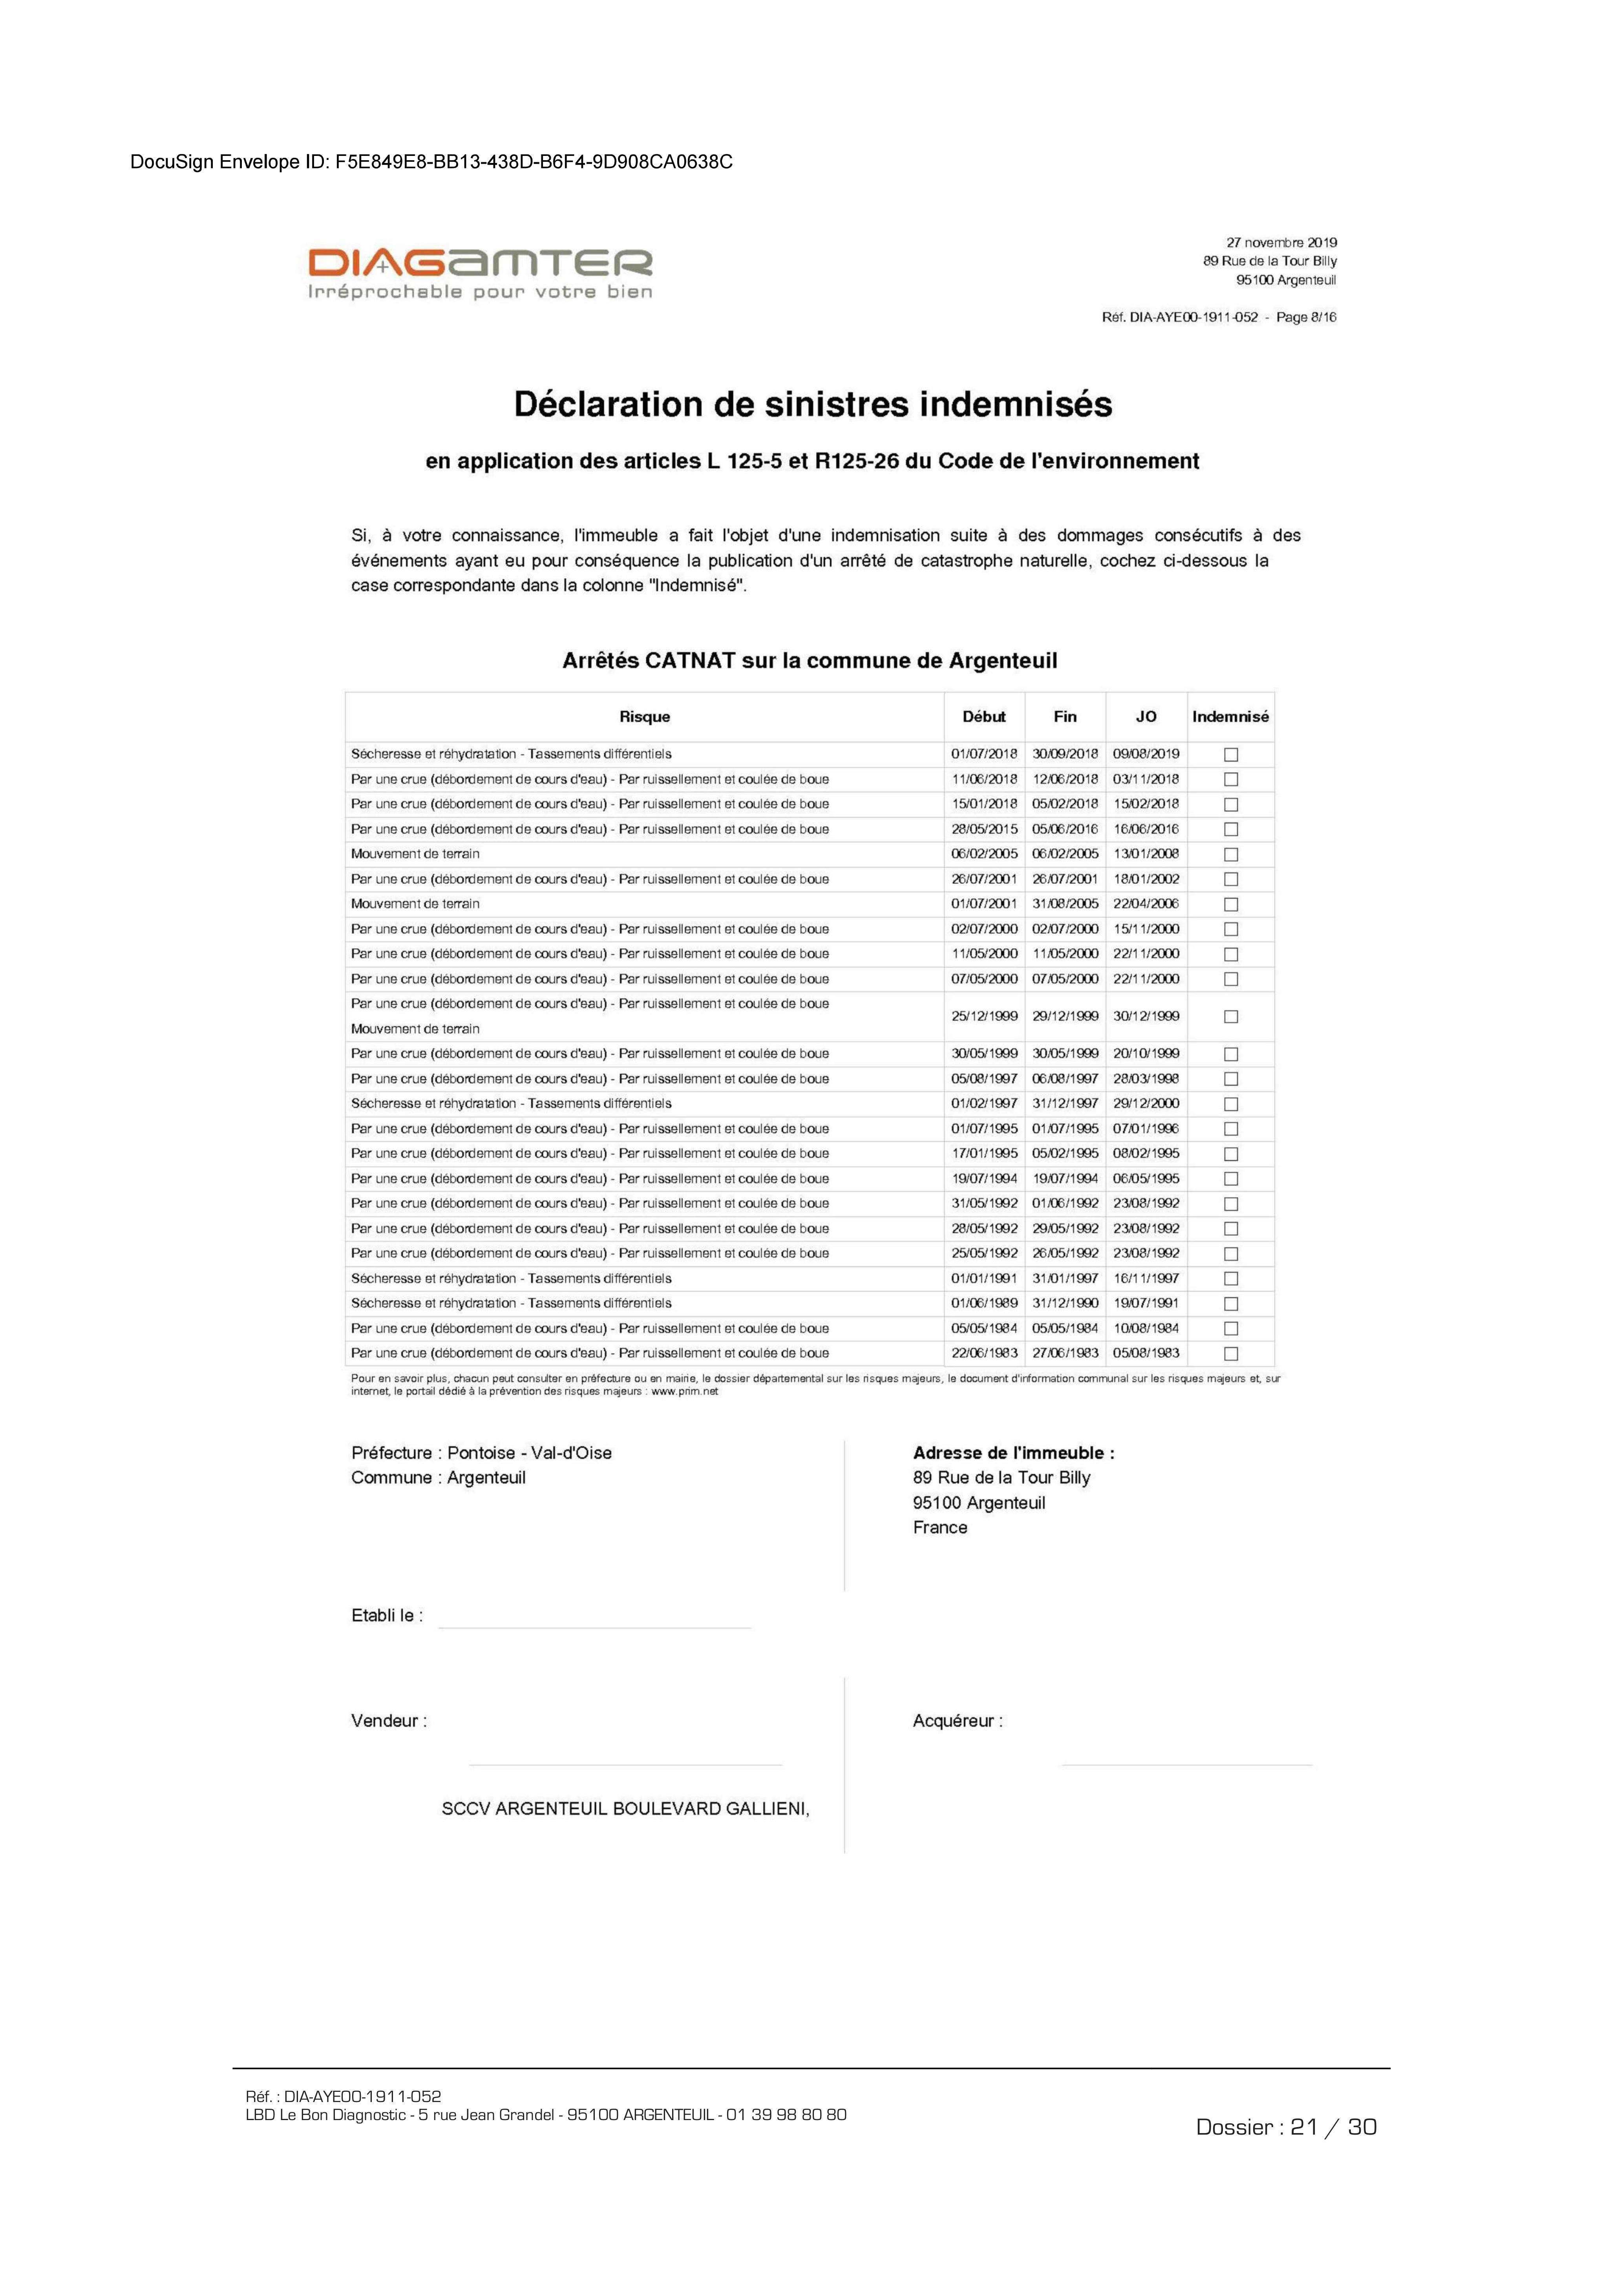 DocuSign Envelope ID: F5E849E8-BB13-438D-B6F4-9D908CA0638C
DIAGAMTER
Irréprochable pour votre bien
27 novembre 2019
89 Rue de la Tour Billy
95100 Argenteuil
Réf. DIA-AYE00-1911-052 - Page 8/16
Déclaration de sinistres indemnisés
en application des articles L 125-5 et R125-26 du Code de l'environnement
Si, à votre connaissance, l'immeuble a fait l'objet d'une indemnisation suite à des dommages consécutifs à des
événements ayant eu pour conséquence la publication d'un arrêté de catastrophe naturelle, cochez ci-dessous la
case correspondante dans la colonne "Indemnisé".
Arrêtés CATNAT sur la commune de Argenteuil
Risque Début Fin JO Indemnisé
Sécheresse et réhydratation - Tassements différentiels 01/07/2018 30/09/2018 09/08/2019 ☐
Par une crue (débordement de cours d'eau) - Par ruissellement et coulée de boue 11/06/2018 12/06/2018 03/11/2018 ☐
Par une crue (débordement de cours d'eau) - Par ruissellement et coulée de boue 15/01/2018 05/02/2018 15/02/2018 ☐
Par une crue (débordement de cours d'eau) - Par ruissellement et coulée de boue 28/05/2015 05/06/2016 16/06/2016 ☐
Mouvement de terrain 06/02/2005 06/02/2005 13/01/2008 ☐
Par une crue (débordement de cours d'eau) - Par ruissellement et coulée de boue 26/07/2001 26/07/2001 18/01/2002 ☐
Mouvement de terrain 01/07/2001 31/08/2005 22/04/2006 ☐
Par une crue (débordement de cours d'eau) - Par ruissellement et coulée de boue 02/07/2000 02/07/2000 15/11/2000 ☐
Par une crue (débordement de cours d'eau) - Par ruissellement et coulée de boue 11/05/2000 11/05/2000 22/11/2000 ☐
Par une crue (débordement de cours d'eau) - Par ruissellement et coulée de boue 07/05/2000 07/05/2000 22/11/2000 ☐
Par une crue (débordement de cours d'eau) - Par ruissellement et coulée de boue
Mouvement de terrain 25/12/1999 29/12/1999 30/12/1999 ☐
Par une crue (débordement de cours d'eau) - Par ruissellement et coulée de boue 30/05/1999 30/05/1999 20/10/1999 ☐
Par une crue (débordement de cours d'eau) - Par ruissellement et coulée de boue 05/08/1997 06/08/1997 28/03/1998 ☐
Sécheresse et réhydratation - Tassements différentiels 01/02/1997 31/12/1997 29/12/2000 ☐
Par une crue (débordement de cours d'eau) - Par ruissellement et coulée de boue 01/07/1995 01/07/1995 07/01/1996 ☐
Par une crue (débordement de cours d'eau) - Par ruissellement et coulée de boue 17/01/1995 05/02/1995 08/02/1995 ☐
Par une crue (débordement de cours d'eau) - Par ruissellement et coulée de boue 19/07/1994 19/07/1994 06/05/1995 ☐
Par une crue (débordement de cours d'eau) - Par ruissellement et coulée de boue 31/05/1992 01/06/1992 23/08/1992 ☐
Par une crue (débordement de cours d'eau) - Par ruissellement et coulée de boue 28/05/1992 29/05/1992 23/08/1992 ☐
Par une crue (débordement de cours d'eau) - Par ruissellement et coulée de boue 25/05/1992 26/05/1992 23/08/1992 ☐
Sécheresse et réhydratation - Tassements différentiels 01/01/1991 31/01/1997 16/11/1997 ☐
Sécheresse et réhydratation - Tassements différentiels 01/06/1989 31/12/1990 19/07/1991 ☐
Par une crue (débordement de cours d'eau) - Par ruissellement et coulée de boue 05/05/1984 05/05/1984 10/08/1984 ☐
Par une crue (débordement de cours d'eau) - Par ruissellement et coulée de boue 22/06/1983 27/06/1983 05/08/1983 ☐
Pour en savoir plus, chacun peut consulter en préfecture ou en mairie, le dossier départemental sur les risques majeurs, le document d'information communal sur les risques majeurs et, sur
internet, le portail dédié à la prévention des risques majeurs : www.prim.net
Préfecture : Pontoise - Val-d'Oise
Commune : Argenteuil
Adresse de l'immeuble :
89 Rue de la Tour Billy
95100 Argenteuil
France
Etabli le :
Vendeur :
Acquéreur :
SCCV ARGENTEUIL BOULEVARD GALLIENI,
Réf. : DIA-AYE00-1911-052
LBD Le Bon Diagnostic - 5 rue Jean Grandel - 95100 ARGENTEUIL - 01 39 98 80 80
Dossier : 21 / 30